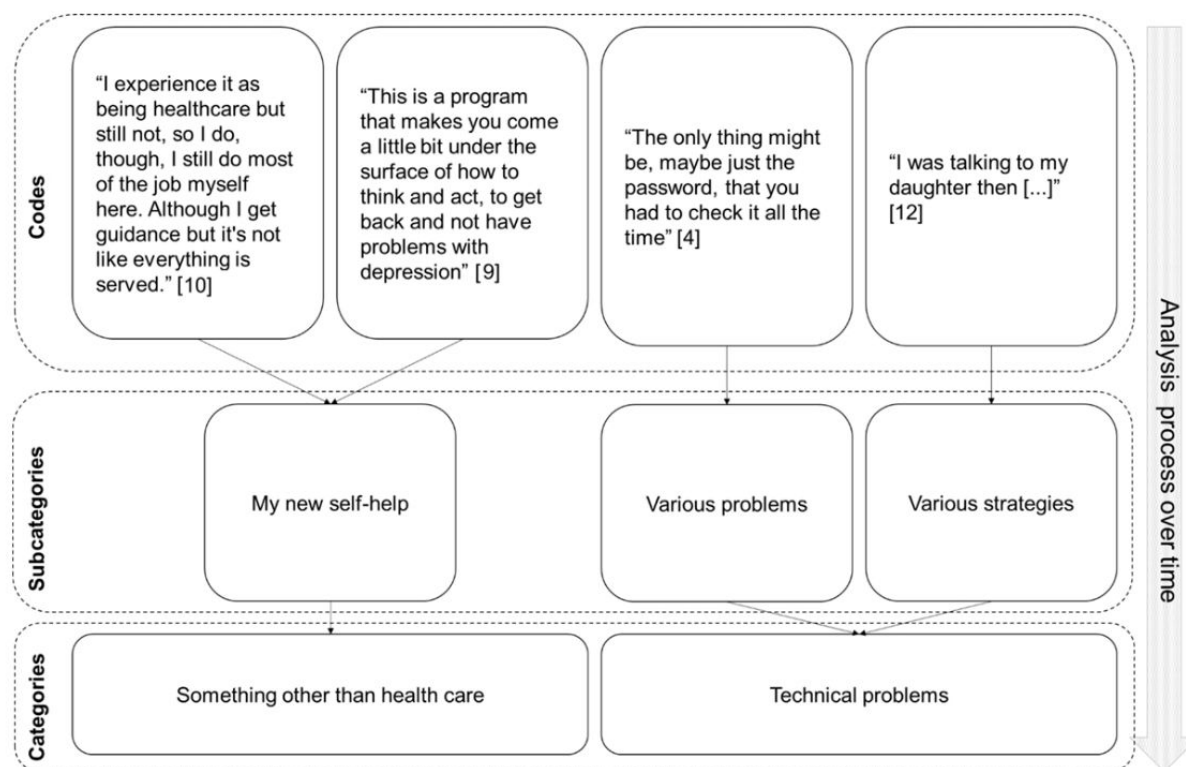 Codes
“I experience it as
being healthcare but
still not, so I do,
though, I still do most
of the job myself
here. Although I get
guidance but it's not
like everything is
served.” [10]
“This is a program
that makes you come
a little bit under the
surface of how to
think and act, to get
back and not have
problems with
depression” [9]
“The only thing might
be, maybe just the
password, that you
had to check it all the
time” [4]
“I was talking to my
daughter then [...]”
[12]
Subcategories
My new self-help
Various problems
Various strategies
Categories
Something other than health care
Technical problems
Analysis process over time